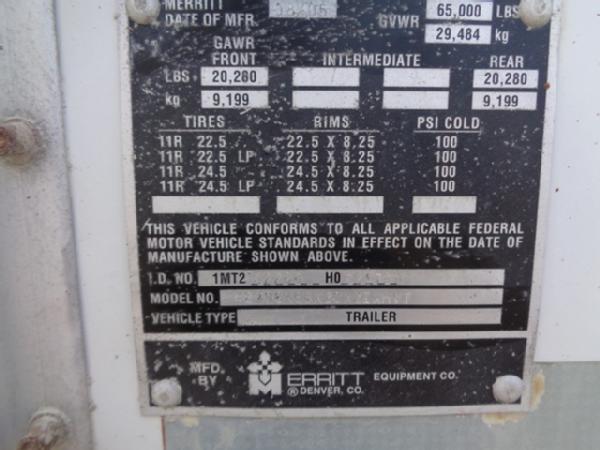 MERRITT 65,000 LBS
DATE OF MFR. GVWR 29,484 kg
GAWR
FRONT INTERMEDIATE REAR
LBS 20,280 20,280
kg 9,199 9,199
TIRES RIMS PSI COLD
11R 22.5 22.5 X 8.25 100
11R 22.5 LP 22.5 X 8.25 100
11R 24.5 24.5 X 8.25 100
11R 24.5 LP 24.5 X 8.25 100
THIS VEHICLE CONFORMS TO ALL APPLICABLE FEDERAL
MOTOR VEHICLE STANDARDS IN EFFECT ON THE DATE OF
MANUFACTURE SHOWN ABOVE.
I.D. NO. 1MT2 H0
MODEL NO.
VEHICLE TYPE TRAILER
MFD. BY MERRITT EQUIPMENT CO.
® DENVER, CO.